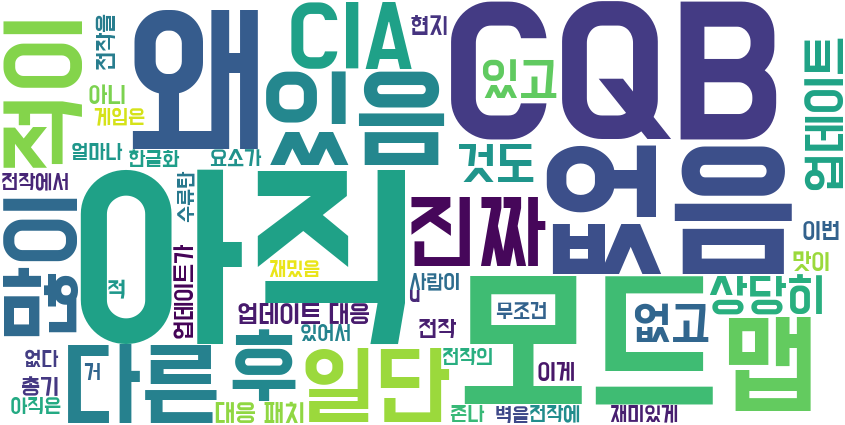 전작을
CIA
현지
CQB
적이
왜
있음
있고
아니
게임은
업데이트
얼마나
한글화
요소가
것도
없음
전작에서
수류탄
아직
진짜
이번
많이
업데이트가
재밌음
사람이
맛이
적
u
업데이트 대응
있어서
전작
무조건
모드
없고
상당히
맵
없다
거
다른
후
일단
전작의
이게
총기
아직은
대응 패치
존나
벽을
전작에
재미있게